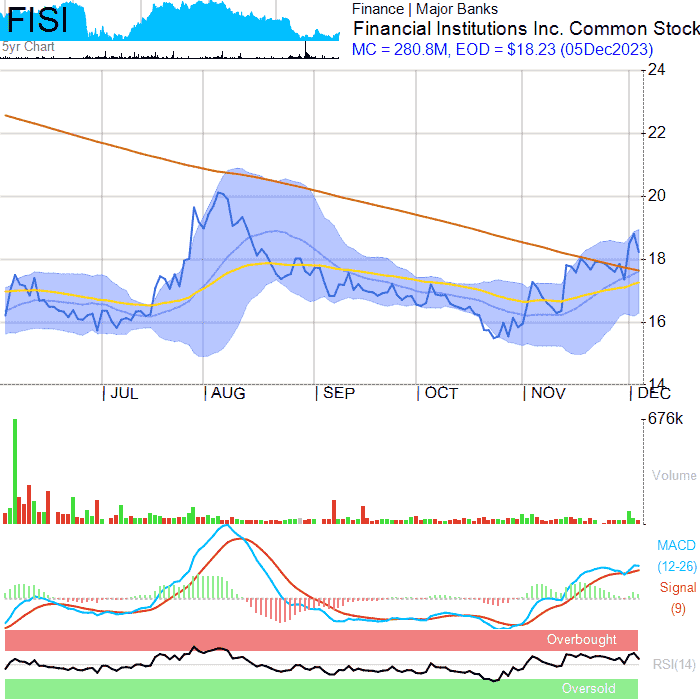 FISI
5yr Chart
Finance | Major Banks
Financial Institutions Inc. Common Stock
MC = 280.8M, EOD = $18.23 (05Dec2023)
24
22
20
18
16
14
JUL AUG SEP OCT NOV DEC
676k
Volume
MACD
(12-26)
Signal
(9)
Overbought
RSI(14)
Oversold